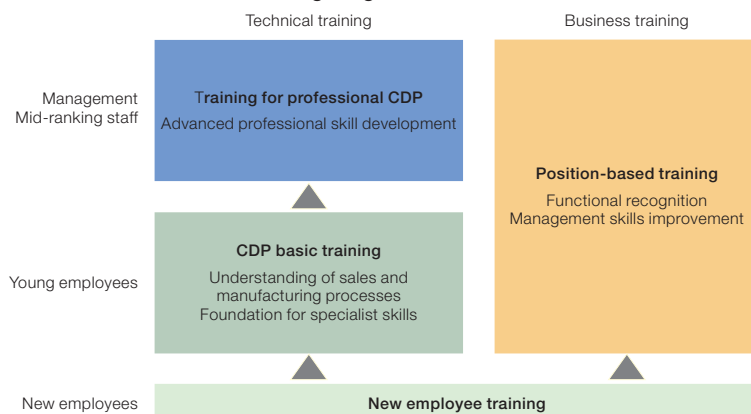 Technical training
Business training
Management
Mid-ranking staff
Training for professional CDP
Advanced professional skill development
Position-based training
Functional recognition
Management skills improvement
Young employees
CDP basic training
Understanding of sales and
manufacturing processes
Foundation for specialist skills
New employees
New employee training